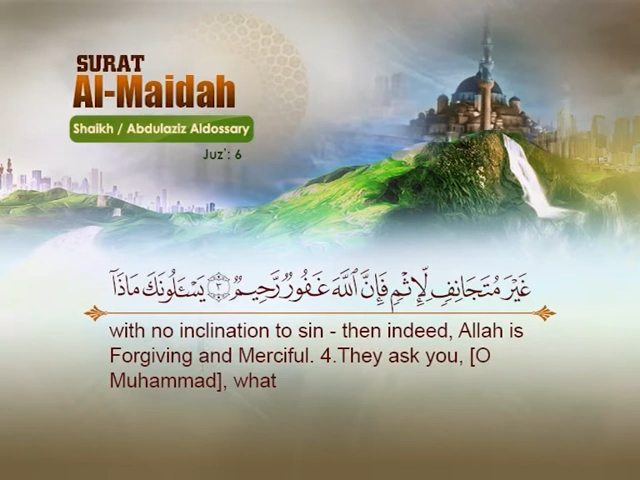 SURAT
Al-Maidah
Shaikh / Abdulaziz Aldossary
Juz': 6
غَيْرَ مُتَجَانِفٍ لِّإِثْمٍ فَإِنَّ ٱللَّهَ غَفُورٌ رَّحِيمٌ ٣ يَسْـَٔلُونَكَ مَاذَآ
with no inclination to sin - then indeed, Allah is
Forgiving and Merciful. 4.They ask you, [O
Muhammad], what